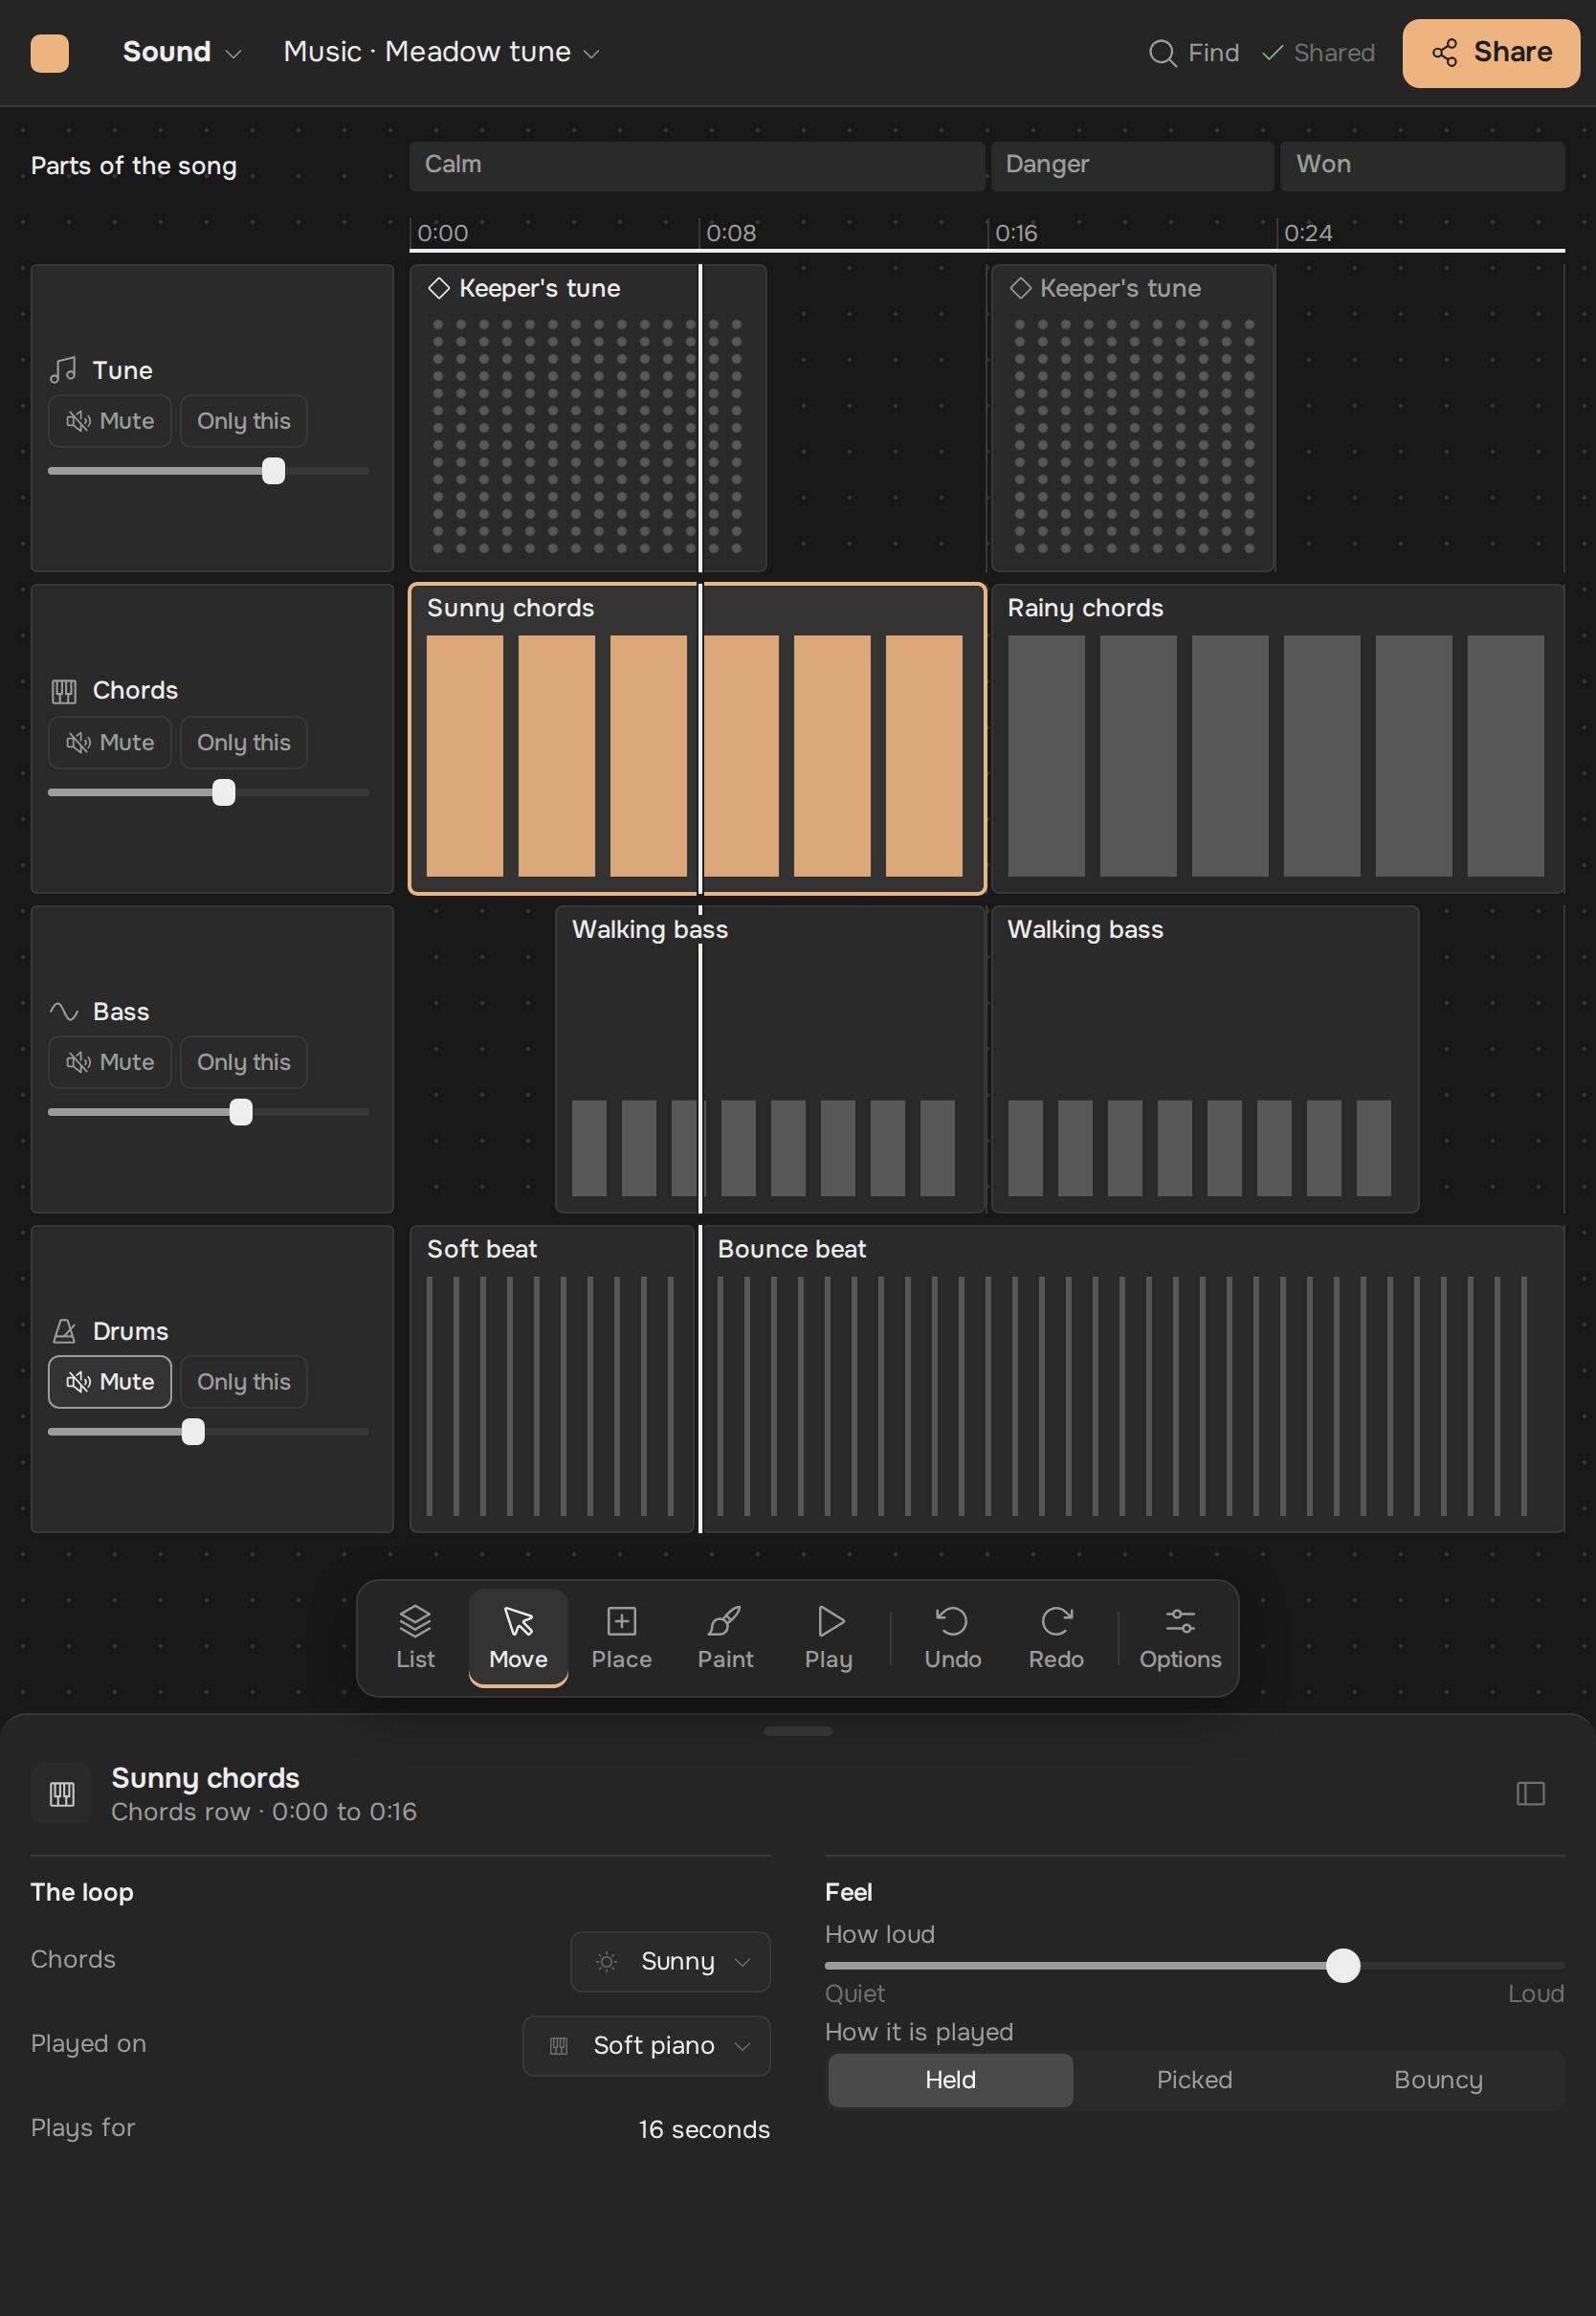 Sound
Music · Meadow tune
Find
Shared
Share
Parts of the song
Calm
Danger
Won
0:00
0:08
0:16
0:24
Keeper's tune
Keeper's tune
Tune
Mute
Only this
Sunny chords
Rainy chords
Chords
Mute
Only this
Walking bass
Walking bass
Bass
Mute
Only this
Soft beat
Bounce beat
Drums
Mute
Only this
List
Move
Place
Paint
Play
Undo
Redo
Options
Sunny chords
Chords row · 0:00 to 0:16
The loop
Chords
Sunny
Played on
Soft piano
Plays for
16 seconds
Feel
How loud
Quiet
Loud
How it is played
Held
Picked
Bouncy